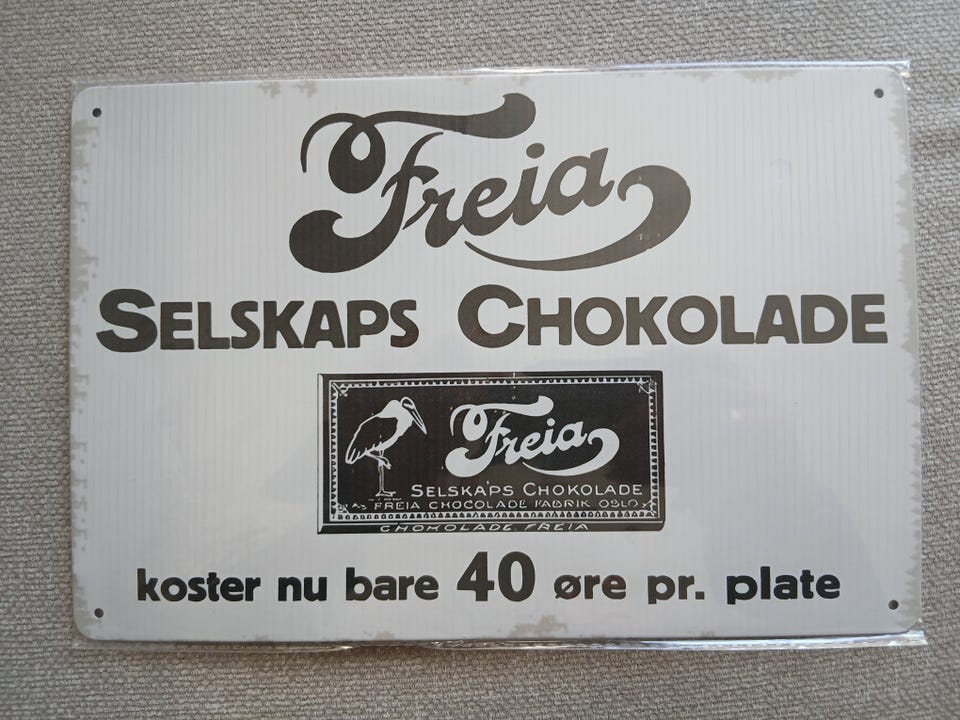 Freia
SELSKAPS CHOKOLADE
Freia
SELSKAPS CHOKOLADE
A/S FREIA CHOCOLADE FABRIK OSLO
CHOKOLADE. FREIA
koster nu bare 40 øre pr. plate